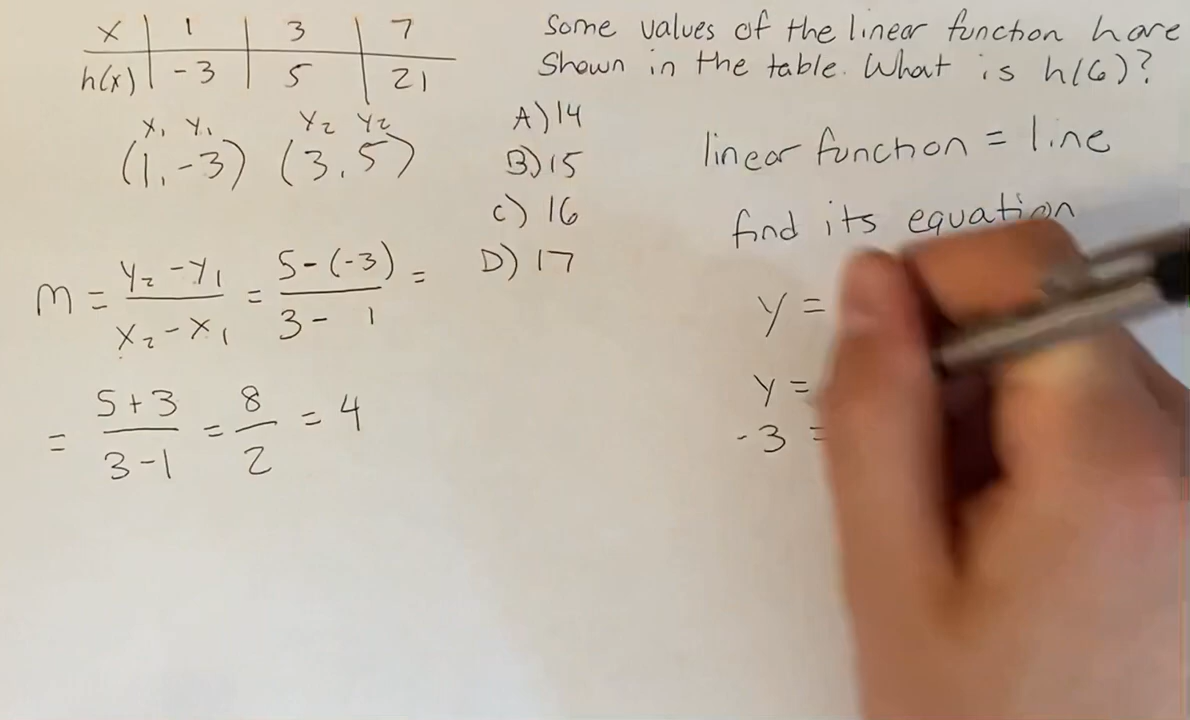 x 1 3 7
h(x) -3 5 21
Some values of the linear function h are
Shown in the table. What is h(6)?
x₁ y₁ y₂ y₂
(1, -3) (3, 5)
A) 14
B) 15
C) 16
D) 17
m = y₂ - y₁ / x₂ - x₁ = 5 - (-3) / 3 - 1 =
= 5 + 3 / 3 - 1 = 8 / 2 = 4
linear function = line
find its equation
y =
y =
-3 =